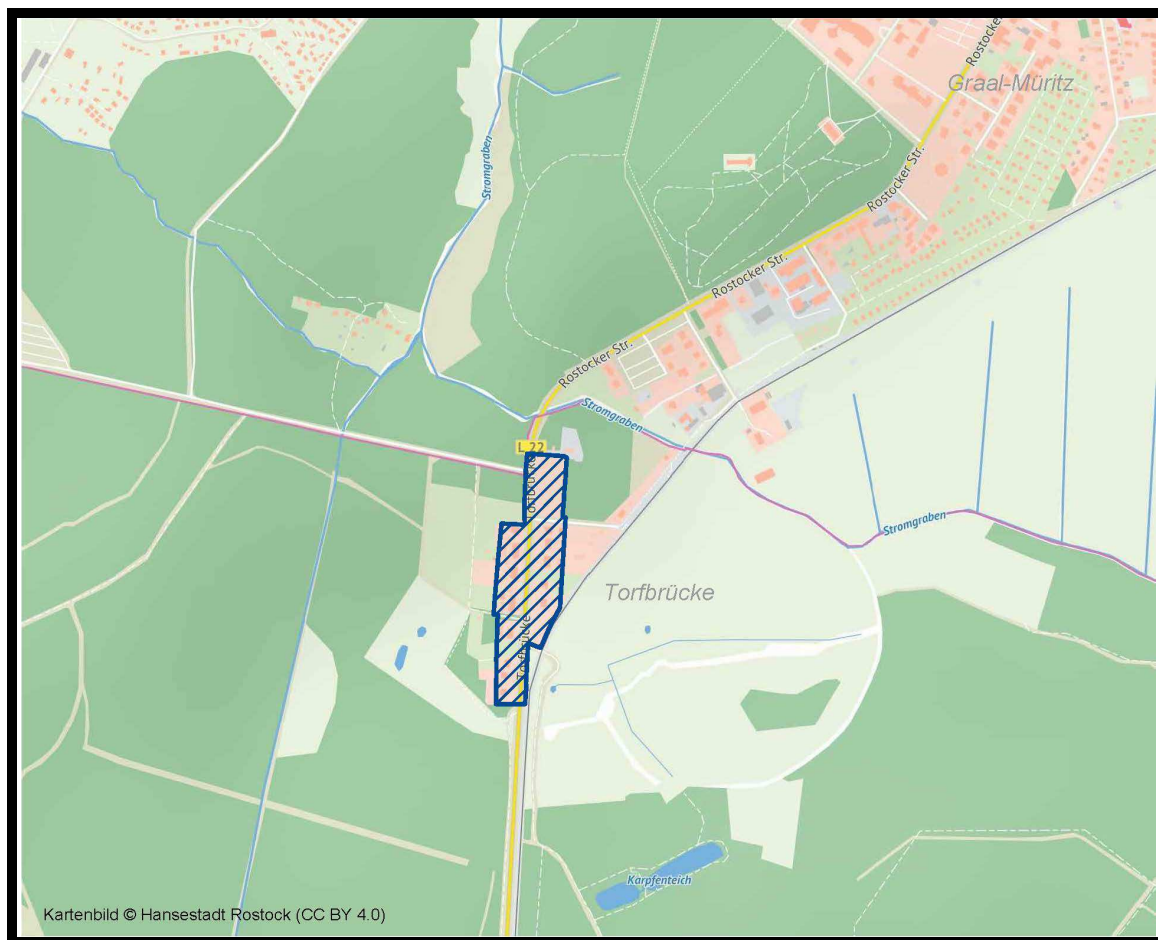 Rostocker
Graal-Müritz
Stromgraben
Rostocker Str.
Rostocker Str.
Rostocker Str.
Stromgraben
L 22
Torfbrücke
Stromgraben
Torfbrücke
Torfbrücke
Karpfenteich
Kartenbild © Hansestadt Rostock (CC BY 4.0)